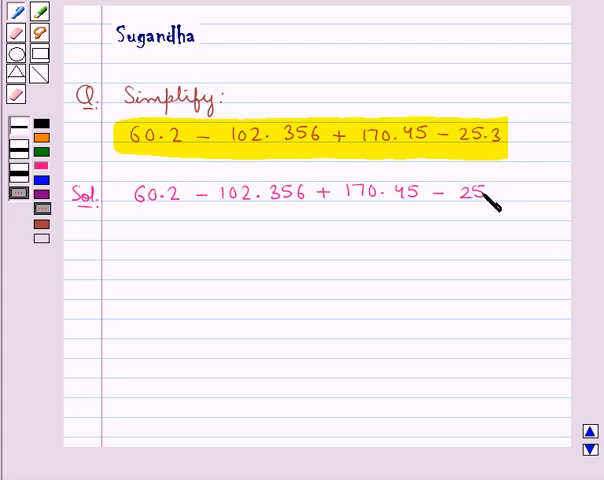 Sugandha
Q. Simplify:
60.2 - 102.356 + 170.45 - 25.3
Sol. 60.2 - 102.356 + 170.45 - 25